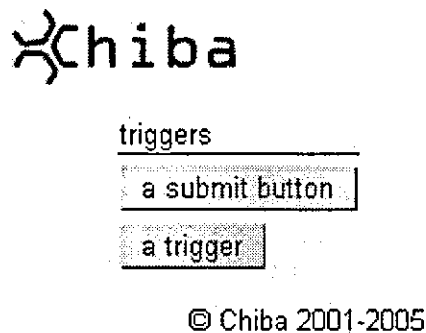 Chiba
triggers
a submit button
a trigger
© Chiba 2001-2005